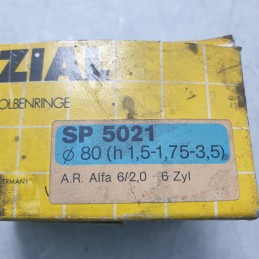 ZIAL
OLBENRINGE
SP 5021
ø 80 (h 1,5-1,75-3,5)
A.R. Alfa 6/2,0 - 6 Zyl
GERMANY